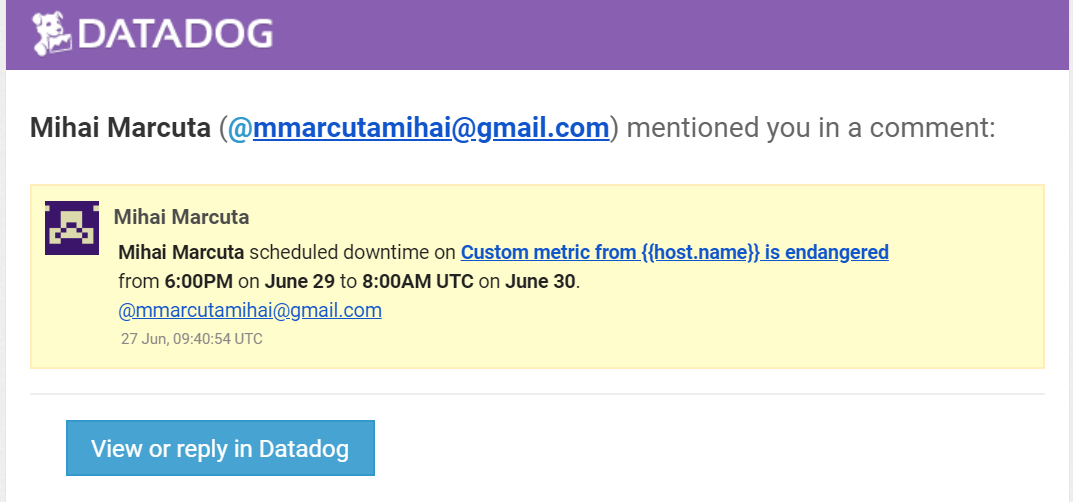 DATADOG
Mihai Marcuta (@mmarcutamihai@gmail.com) mentioned you in a comment:
Mihai Marcuta
Mihai Marcuta scheduled downtime on Custom metric from {{host.name}} is endangered
from 6:00PM on June 29 to 8:00AM UTC on June 30.
@mmarcutamihai@gmail.com
27 Jun, 09:40:54 UTC
View or reply in Datadog